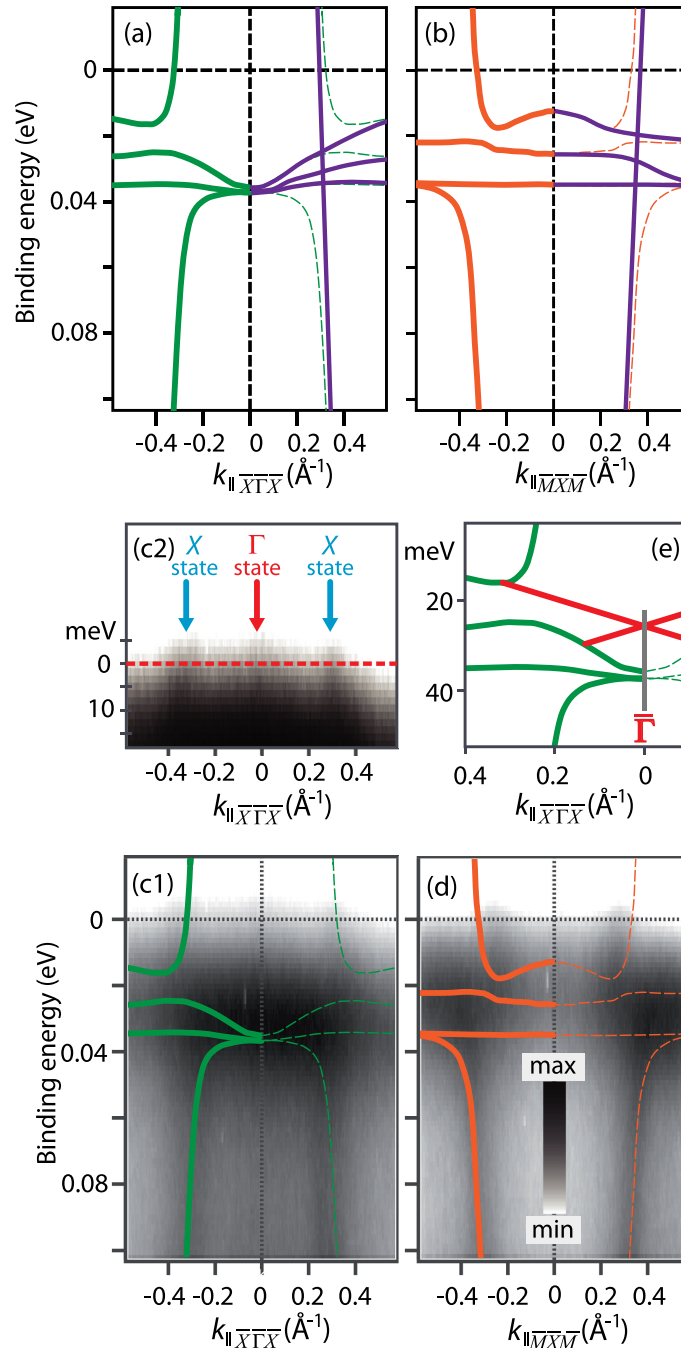 (a)
(b)
0
0.04
0.08
Binding energy (eV)
-0.4 -0.2 0 0.2 0.4
-0.4 -0.2 0 0.2 0.4
k∥X̅Γ̅X̅(Å⁻¹)
k∥M̅X̅M̅(Å⁻¹)
(c2)
X
state
Γ
state
X
state
meV
0
10
-0.4 -0.2 0 0.2 0.4
k∥X̅Γ̅X̅(Å⁻¹)
(e)
meV
20
40
Γ̅
0.4 0.2 0
k∥X̅Γ̅X̅(Å⁻¹)
(c1)
(d)
0
0.04
0.08
Binding energy (eV)
max
min
-0.4 -0.2 0 0.2 0.4
-0.4 -0.2 0 0.2 0.4
k∥X̅Γ̅X̅(Å⁻¹)
k∥M̅X̅M̅(Å⁻¹)